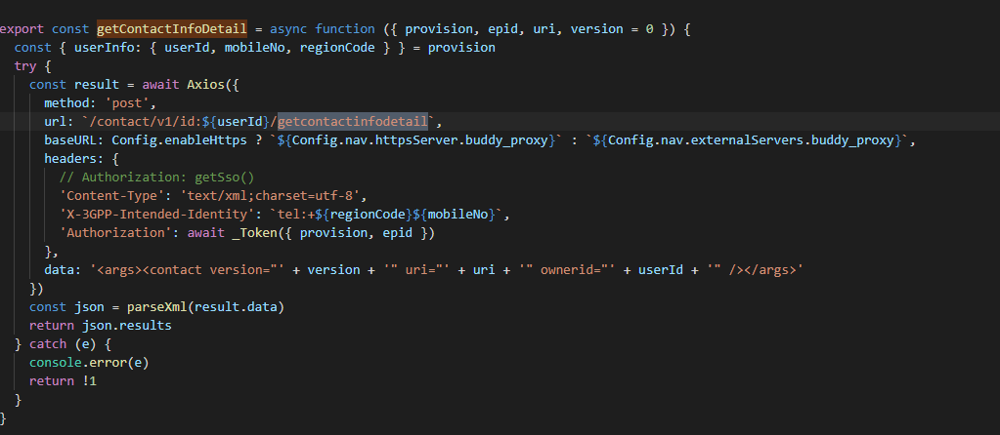 export const getContactInfoDetail = async function ({ provision, epid, uri, version = 0 }) {
const { userInfo: { userId, mobileNo, regionCode } } = provision
try {
const result = await Axios({
method: 'post',
url: `/contact/v1/id:${userId}/getcontactinfodetail`,
baseURL: Config.enableHttps ? `${Config.nav.httpsServer.buddy_proxy}` : `${Config.nav.externalServers.buddy_proxy}`,
headers: {
// Authorization: getSso()
'Content-Type': 'text/xml;charset=utf-8',
'X-3GPP-Intended-Identity': `tel:+${regionCode}${mobileNo}`,
'Authorization': await _Token({ provision, epid })
},
data: '<args><contact version="' + version + '" uri="' + uri + '" ownerid="' + userId + '" /></args>'
})
const json = parseXml(result.data)
return json.results
} catch (e) {
console.error(e)
return !1
}
}